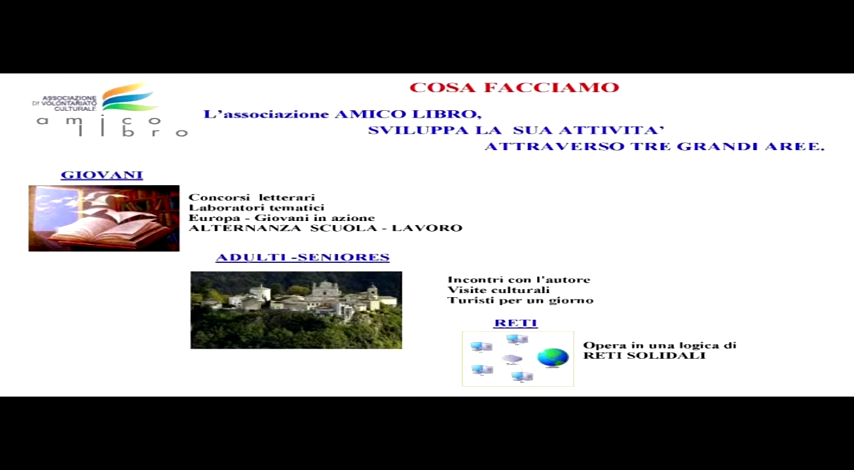 COSA FACCIAMO
ASSOCIAZIONE
DI VOLONTARIATO
CULTURALE
amico
libro
L'associazione AMICO LIBRO,
SVILUPPA LA SUA ATTIVITA'
ATTRAVERSO TRE GRANDI AREE.
GIOVANI
Concorsi letterari
Laboratori tematici
Europa - Giovani in azione
ALTERNANZA SCUOLA - LAVORO
ADULTI -SENIORES
Incontri con l'autore
Visite culturali
Turisti per un giorno
RETI
Opera in una logica di
RETI SOLIDALI